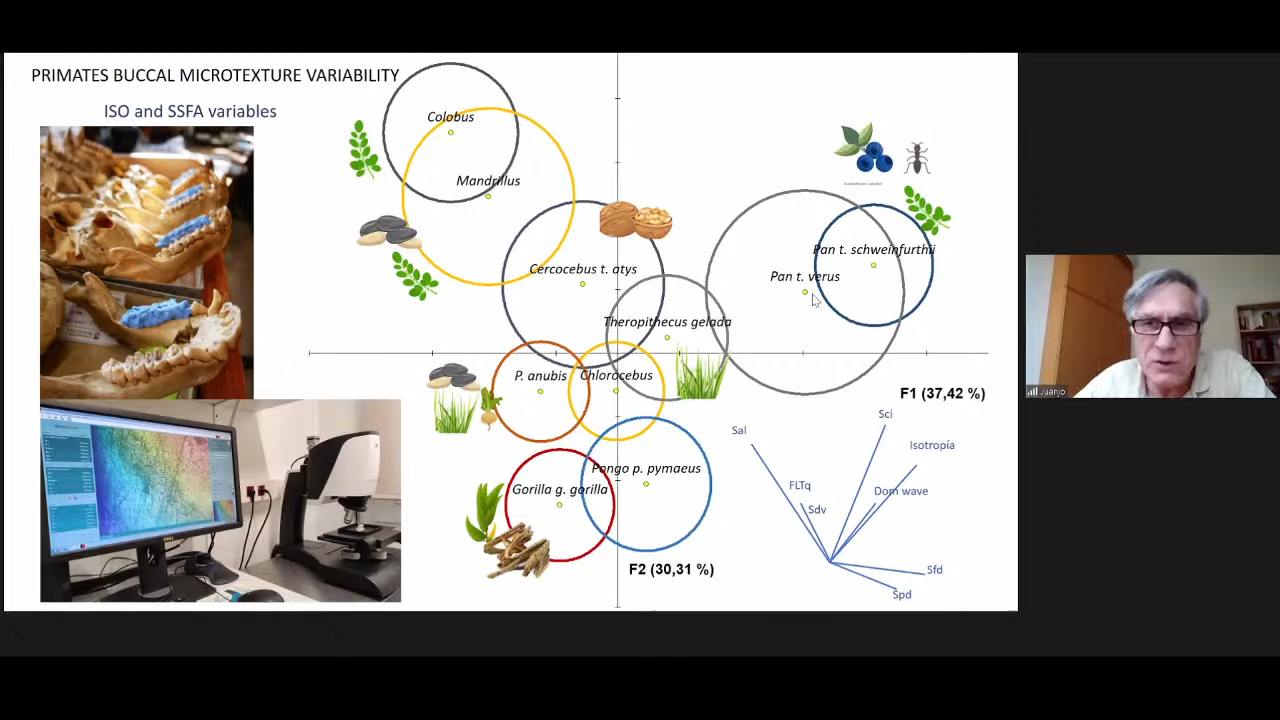 PRIMATES BUCCAL MICROTEXTURE VARIABILITY
ISO and SSFA variables
Colobus
Mandrillus
Cercocebus t. atys
Pan t. schweinfurthii
Pan t. verus
Theropithecus gelada
P. anubis
Chlorocebus
F1 (37,42 %)
Pongo p. pymaeus
Gorilla g. gorilla
F2 (30,31 %)
Sal
Sci
Isotropía
FLTq
Dom wave
Sdv
Sfd
Spd
Juanjo
DELL